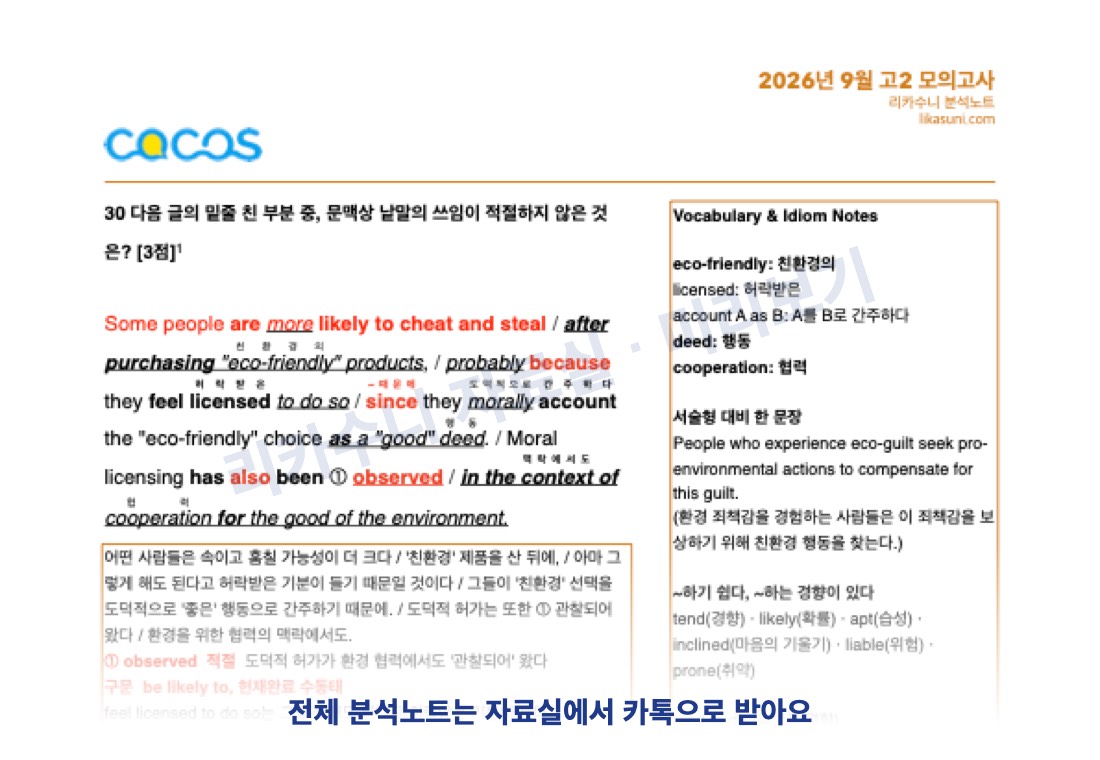 2026년 9월 고2 모의고사
리카수니 분석노트
likasuni.com
cacos
30 다음 글의 밑줄 친 부분 중, 문맥상 낱말의 쓰임이 적절하지 않은 것
은? [3점]¹
Some people are more likely to cheat and steal / after
친 환 경 의
purchasing "eco-friendly" products, / probably because
허 락 받 은 ~때문에 도덕적으로 간 주 하 다
they feel licensed to do so / since they morally account
행 동
the "eco-friendly" choice as a "good" deed. / Moral
맥 락 에 서 도
licensing has also been ① observed / in the context of
협 력
cooperation for the good of the environment.
어떤 사람들은 속이고 훔칠 가능성이 더 크다 / '친환경' 제품을 산 뒤에, / 아마 그
렇게 해도 된다고 허락받은 기분이 들기 때문일 것이다 / 그들이 '친환경' 선택을
도덕적으로 '좋은' 행동으로 간주하기 때문에. / 도덕적 허가는 또한 ① 관찰되어
왔다 / 환경을 위한 협력의 맥락에서도.
① observed 적절 도덕적 허가가 환경 협력에서도 '관찰되어' 왔다
구문 be likely to, 현재완료 수동태
feel licensed to do so는
Vocabulary & Idiom Notes
eco-friendly: 친환경의
licensed: 허락받은
account A as B: A를 B로 간주하다
deed: 행동
cooperation: 협력
서술형 대비 한 문장
People who experience eco-guilt seek pro-
environmental actions to compensate for
this guilt.
(환경 죄책감을 경험하는 사람들은 이 죄책감을 보
상하기 위해 친환경 행동을 찾는다.)
~하기 쉽다, ~하는 경향이 있다
tend(경향) · likely(확률) · apt(습성) ·
inclined(마음의 기울기) · liable(위험) ·
prone(취약)
리카수니 자료실 · 미리보기
전체 분석노트는 자료실에서 카톡으로 받아요